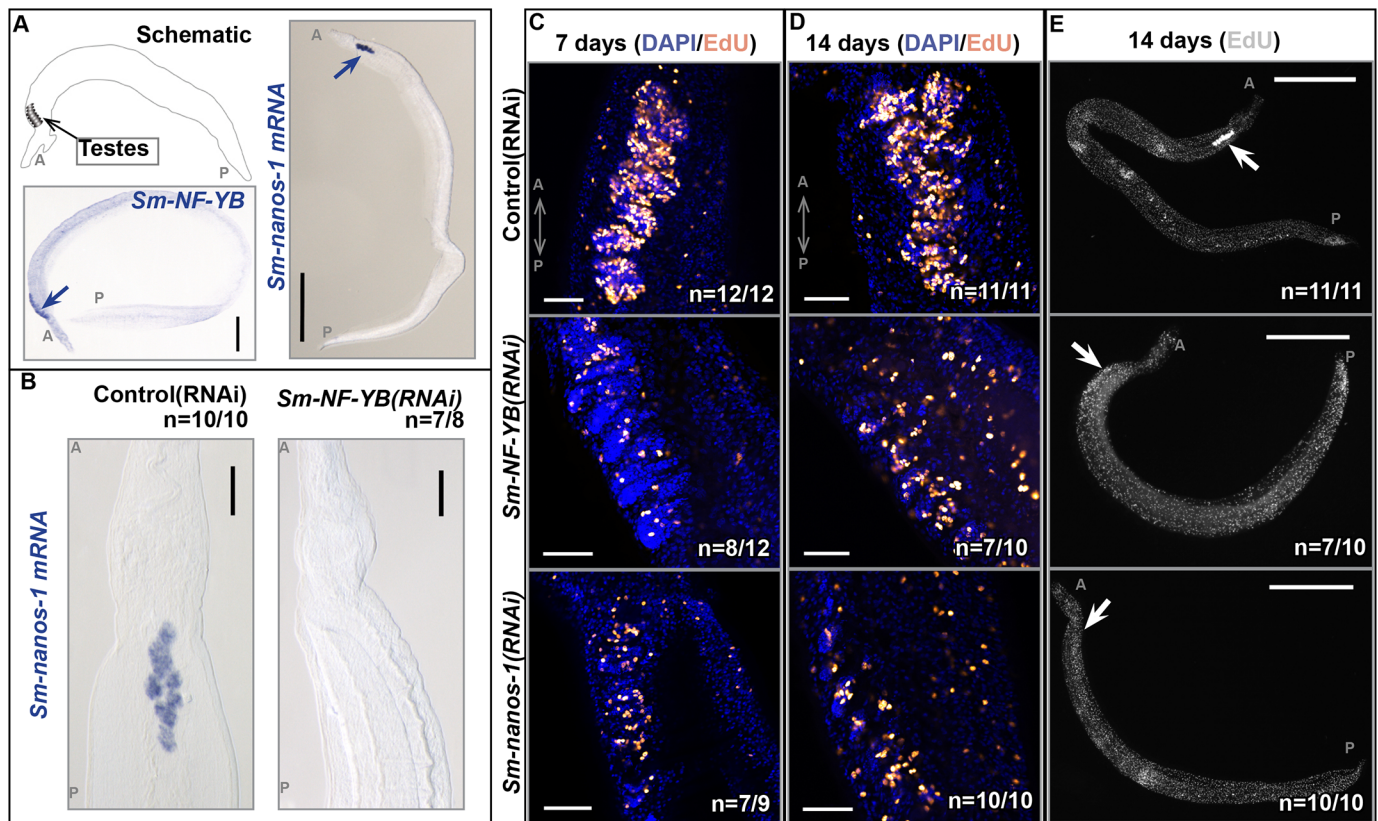 A
Schematic
Testes
A
P
Sm-NF-YB
P
A
Sm-nanos-1 mRNA
A
P
B
Control(RNAi)
n=10/10
Sm-NF-YB(RNAi)
n=7/8
Sm-nanos-1 mRNA
A
P
A
P
C
7 days (DAPI/EdU)
D
14 days (DAPI/EdU)
E
14 days (EdU)
Control(RNAi)
A
P
n=12/12
A
P
n=11/11
A
P
n=11/11
Sm-NF-YB(RNAi)
n=8/12
n=7/10
A
P
n=7/10
Sm-nanos-1(RNAi)
n=7/9
n=10/10
A
P
n=10/10